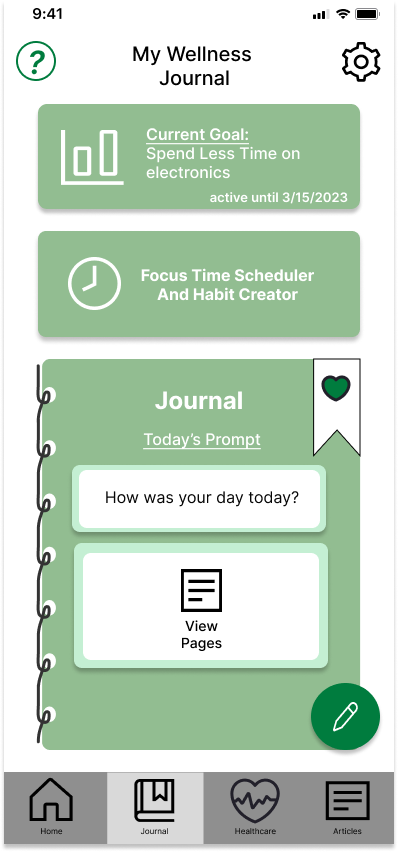 9:41
?
My Wellness
Journal
Current Goal:
Spend Less Time on
electronics
active until 3/15/2023
Focus Time Scheduler
And Habit Creator
Journal
Today's Prompt
How was your day today?
View
Pages
Home
Journal
Healthcare
Articles